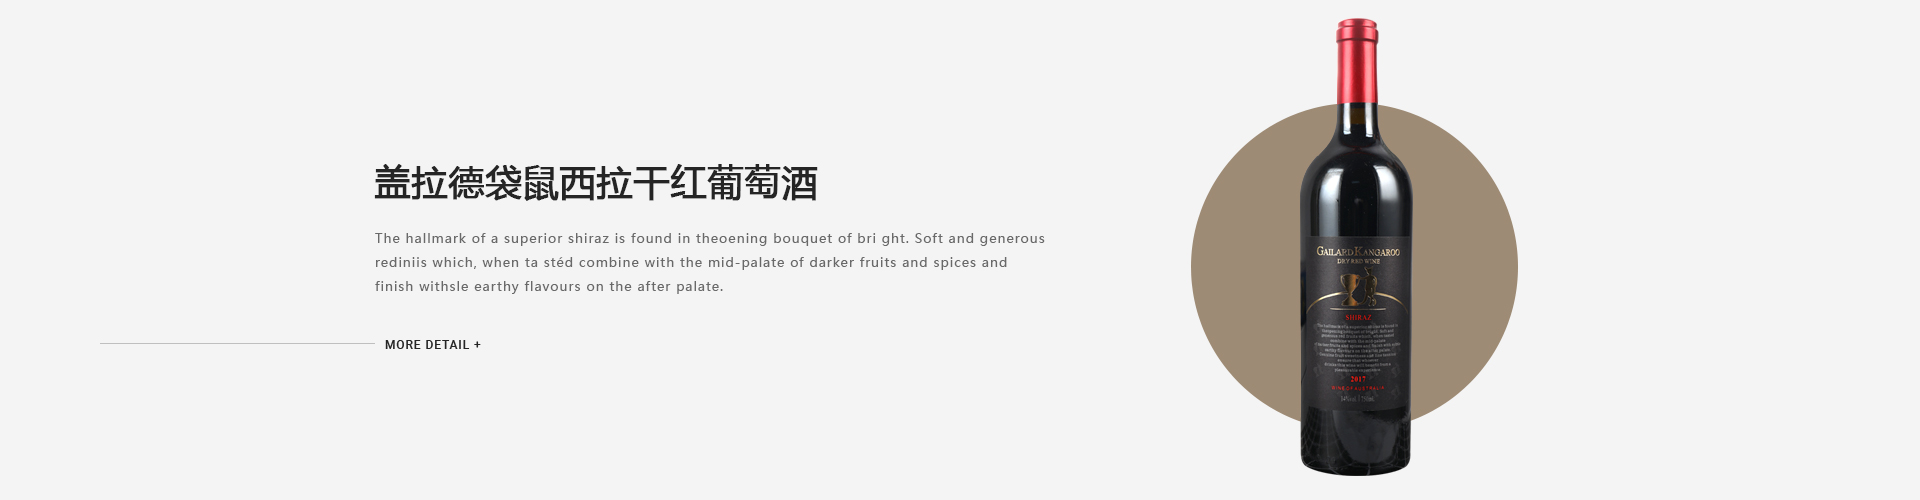 盖拉德袋鼠西拉干红葡萄酒
The hallmark of a superior shiraz is found in theoening bouquet of bri ght. Soft and generous
rediniis which, when ta stéd combine with the mid-palate of darker fruits and spices and
finish withsle earthy flavours on the after palate.
MORE DETAIL +
GAILARD KANGAROO
DRY RED WINE
SHIRAZ
2017
WINE OF AUSTRALIA